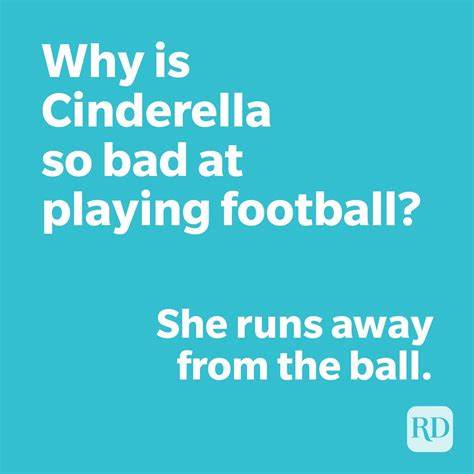 Why is
Cinderella
so bad at
playing football?
She runs away
from the ball.
RD